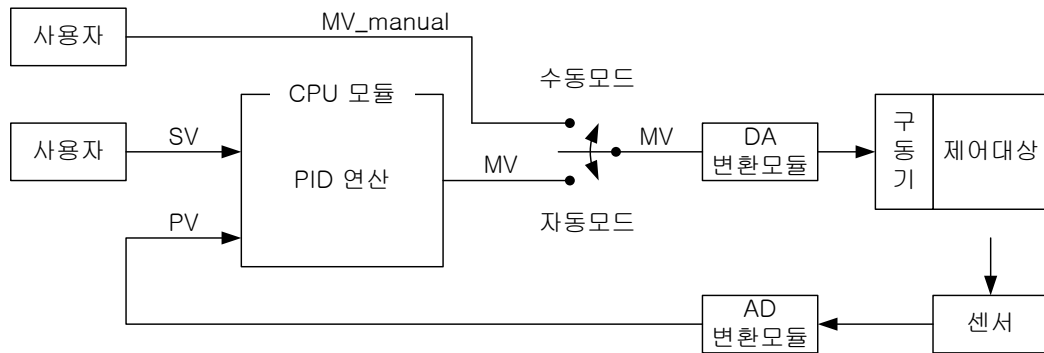 사용자
MV_manual
수동모드
CPU 모듈
사용자
SV
PID 연산
MV
MV
DA
변환모듈
구
동
기
제어대상
자동모드
PV
AD
변환모듈
센서